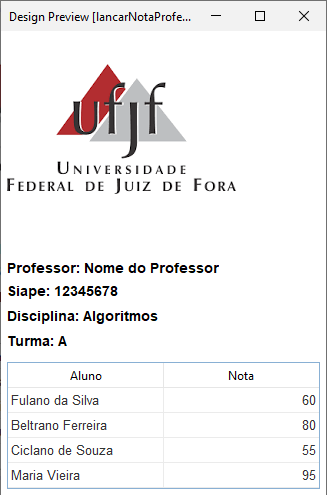 Design Preview [lancarNotaProfe...
ufjf
UNIVERSIDADE
FEDERAL DE JUIZ DE FORA
Professor: Nome do Professor
Siape: 12345678
Disciplina: Algoritmos
Turma: A
Aluno Nota
Fulano da Silva 60
Beltrano Ferreira 80
Ciclano de Souza 55
Maria Vieira 95